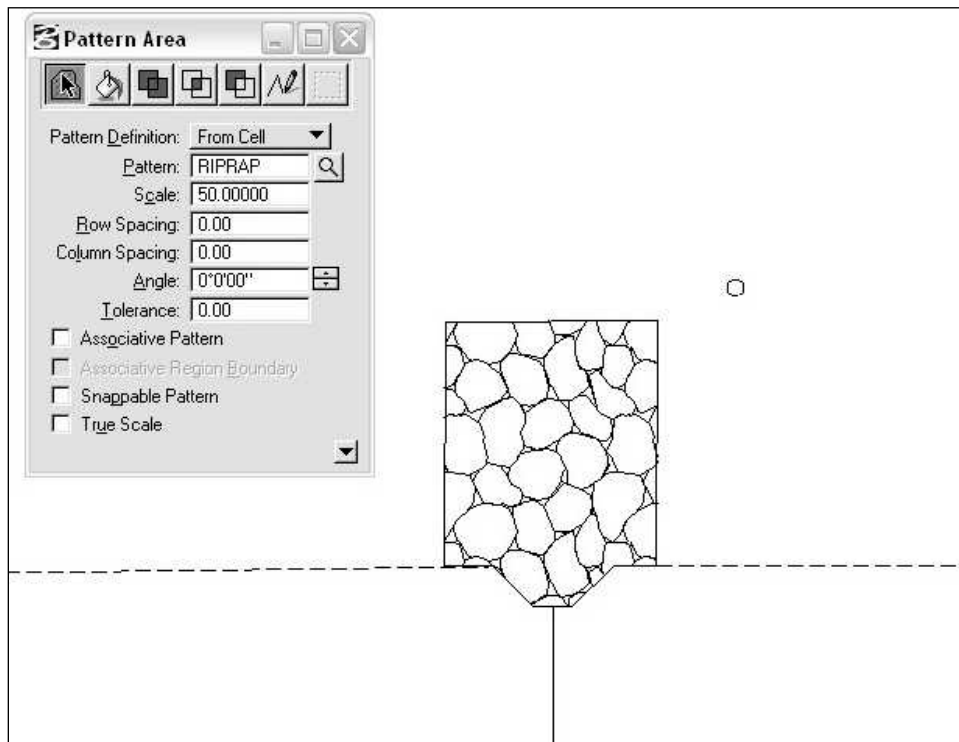 Pattern Area
Pattern Definition: From Cell
Pattern: RIPRAP
Scale: 50.00000
Row Spacing: 0.00
Column Spacing: 0.00
Angle: 0°0'00"
Tolerance: 0.00
Associative Pattern
Associative Region Boundary
Snappable Pattern
True Scale